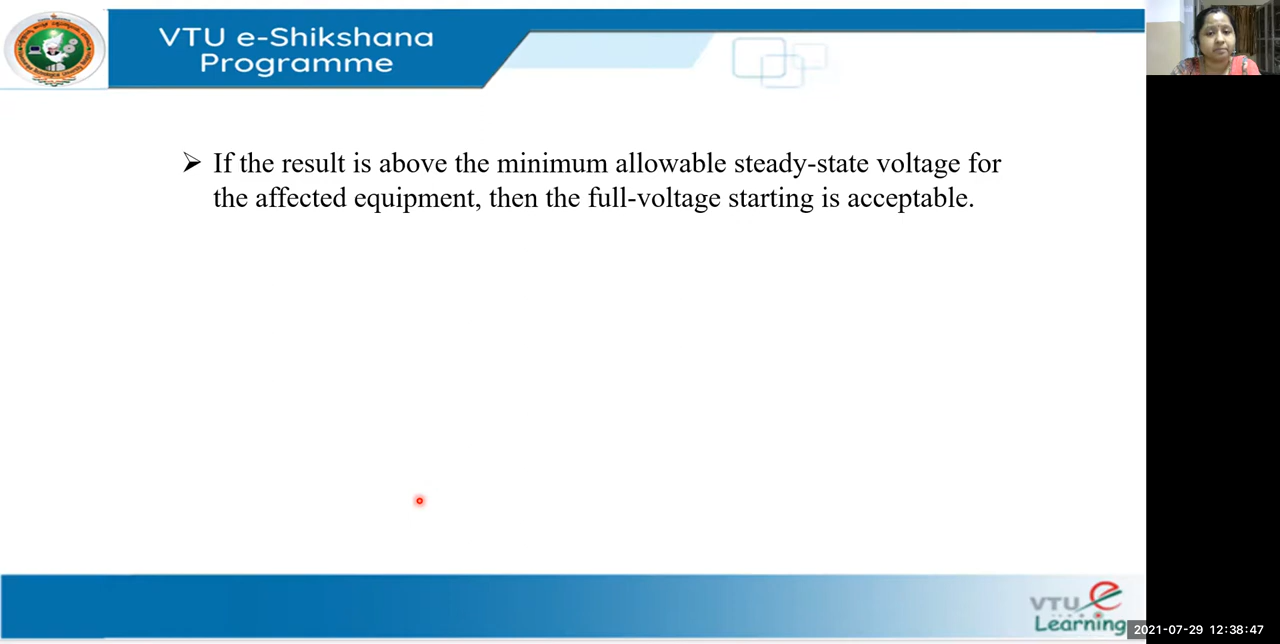 VTU e-Shikshana
Programme
➢ If the result is above the minimum allowable steady-state voltage for
the affected equipment, then the full-voltage starting is acceptable.
VTU e
Learning
2021-07-29 12:38:47